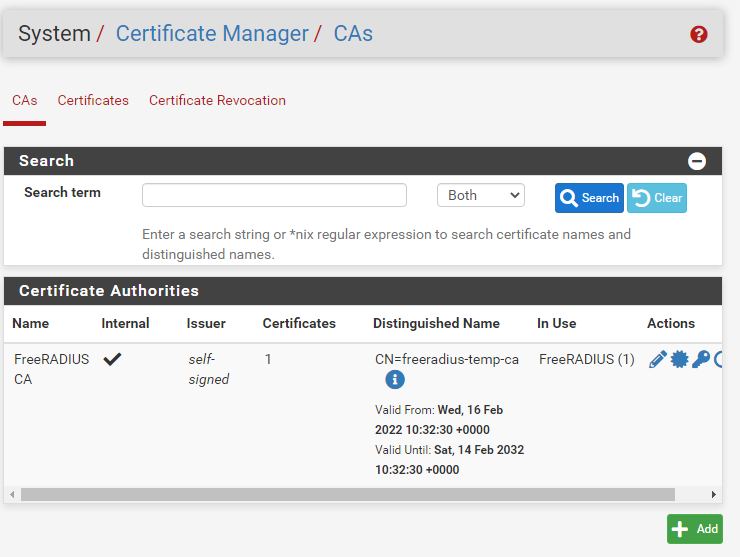 System / Certificate Manager / CAs
CAs Certificates Certificate Revocation
Search
Search term Both Search Clear
Enter a search string or *nix regular expression to search certificate names and
distinguished names.
Certificate Authorities
Name Internal Issuer Certificates Distinguished Name In Use Actions
FreeRADIUS self- 1 CN=freeradius-temp-ca FreeRADIUS (1)
CA signed
Valid From: Wed, 16 Feb
2022 10:32:30 +0000
Valid Until: Sat, 14 Feb 2032
10:32:30 +0000
Add